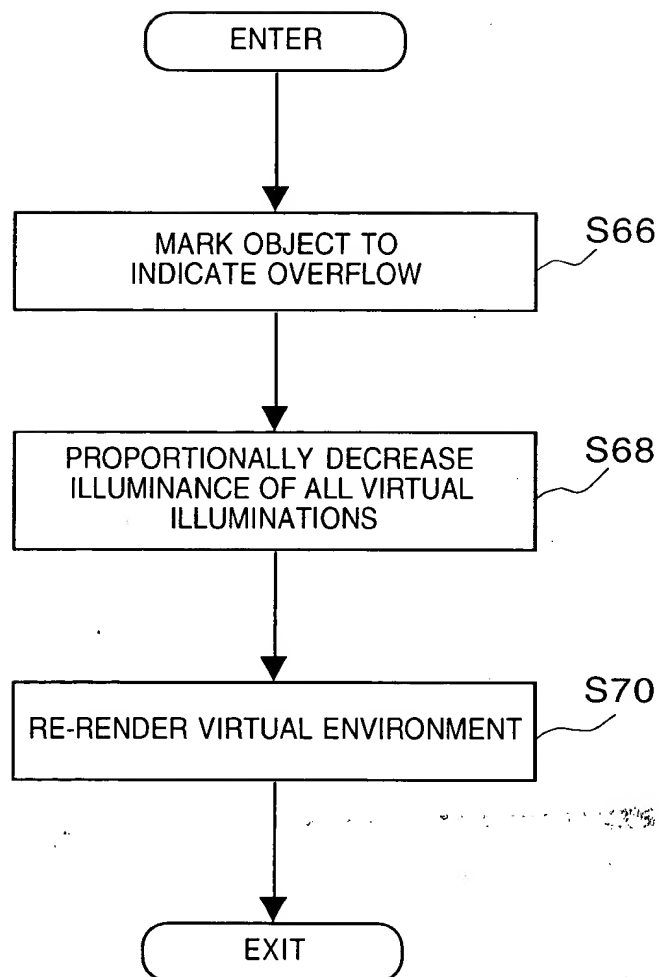 ENTER
MARK OBJECT TO
INDICATE OVERFLOW
S66
PROPORTIONALLY DECREASE
ILLUMINANCE OF ALL VIRTUAL
ILLUMINATIONS
S68
RE-RENDER VIRTUAL ENVIRONMENT
S70
EXIT